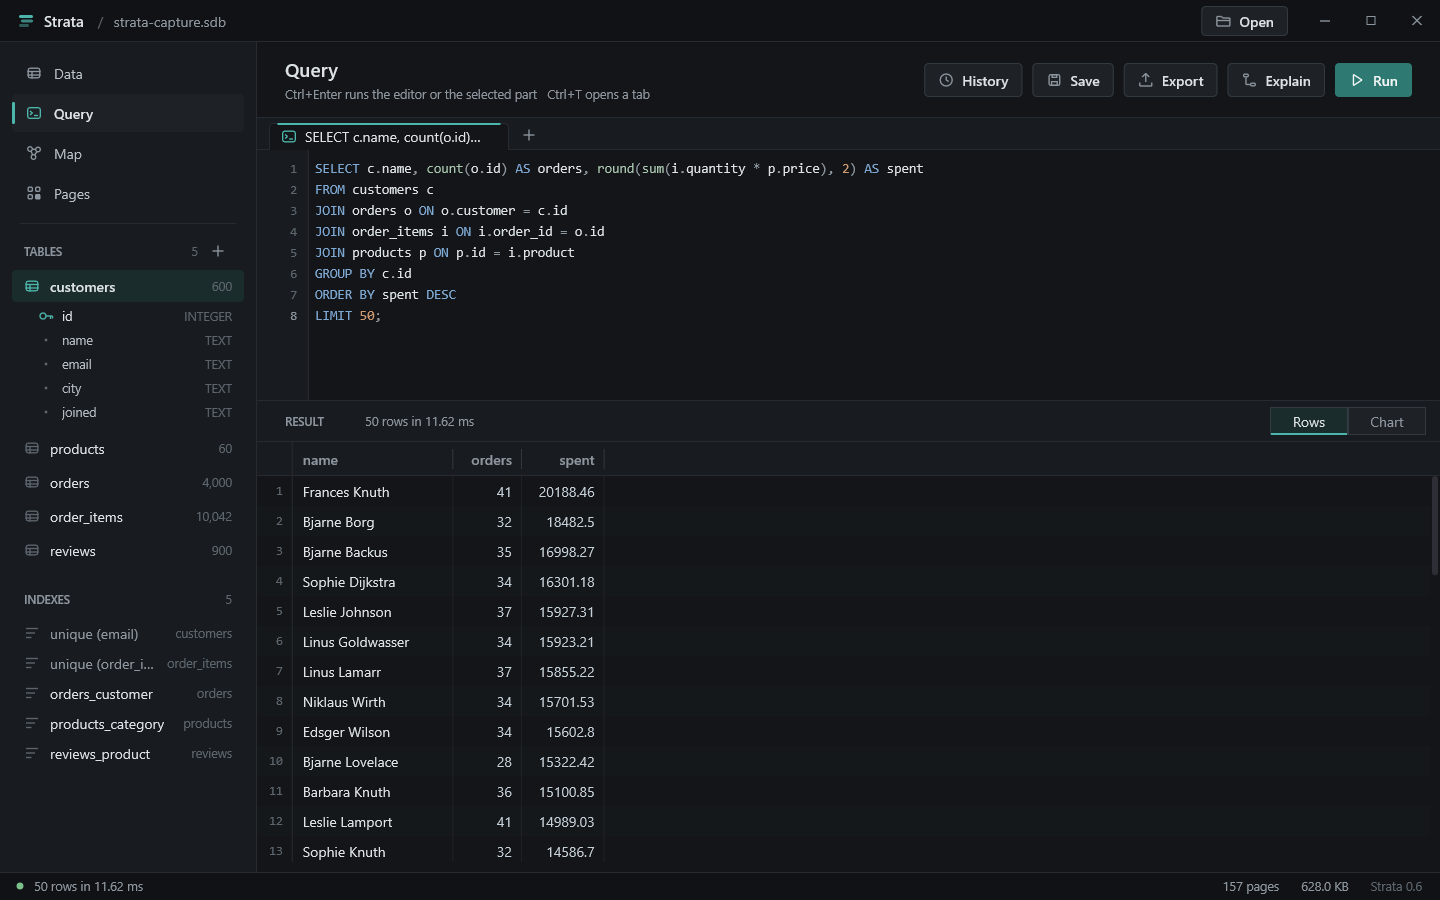 Strata / strata-capture.sdb
Open
Data
Query
Map
Pages
TABLES 5
customers 600
id INTEGER
name TEXT
email TEXT
city TEXT
joined TEXT
products 60
orders 4,000
order_items 10,042
reviews 900
INDEXES 5
unique (email) customers
unique (order_i... order_items
orders_customer orders
products_category products
reviews_product reviews
Query
Ctrl+Enter runs the editor or the selected part Ctrl+T opens a tab
History
Save
Export
Explain
Run
SELECT c.name, count(o.id)...
1 SELECT c.name, count(o.id) AS orders, round(sum(i.quantity * p.price), 2) AS spent
2 FROM customers c
3 JOIN orders o ON o.customer = c.id
4 JOIN order_items i ON i.order_id = o.id
5 JOIN products p ON p.id = i.product
6 GROUP BY c.id
7 ORDER BY spent DESC
8 LIMIT 50;
RESULT 50 rows in 11.62 ms
Rows Chart
name orders spent
1 Frances Knuth 41 20188.46
2 Bjarne Borg 32 18482.5
3 Bjarne Backus 35 16998.27
4 Sophie Dijkstra 34 16301.18
5 Leslie Johnson 37 15927.31
6 Linus Goldwasser 34 15923.21
7 Linus Lamarr 37 15855.22
8 Niklaus Wirth 34 15701.53
9 Edsger Wilson 34 15602.8
10 Bjarne Lovelace 28 15322.42
11 Barbara Knuth 36 15100.85
12 Leslie Lamport 41 14989.03
13 Sophie Knuth 32 14586.7
50 rows in 11.62 ms
157 pages 628.0 KB Strata 0.6